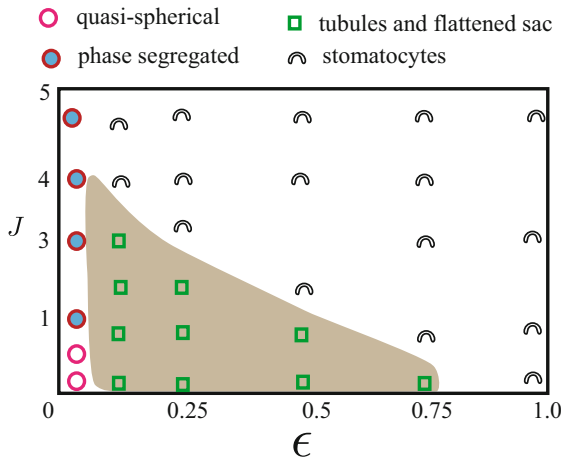 quasi-spherical
tubules and flattened sac
phase segregated
stomatocytes
5
4
J
3
1
0
0.25
0.5
0.75
1.0
ϵ